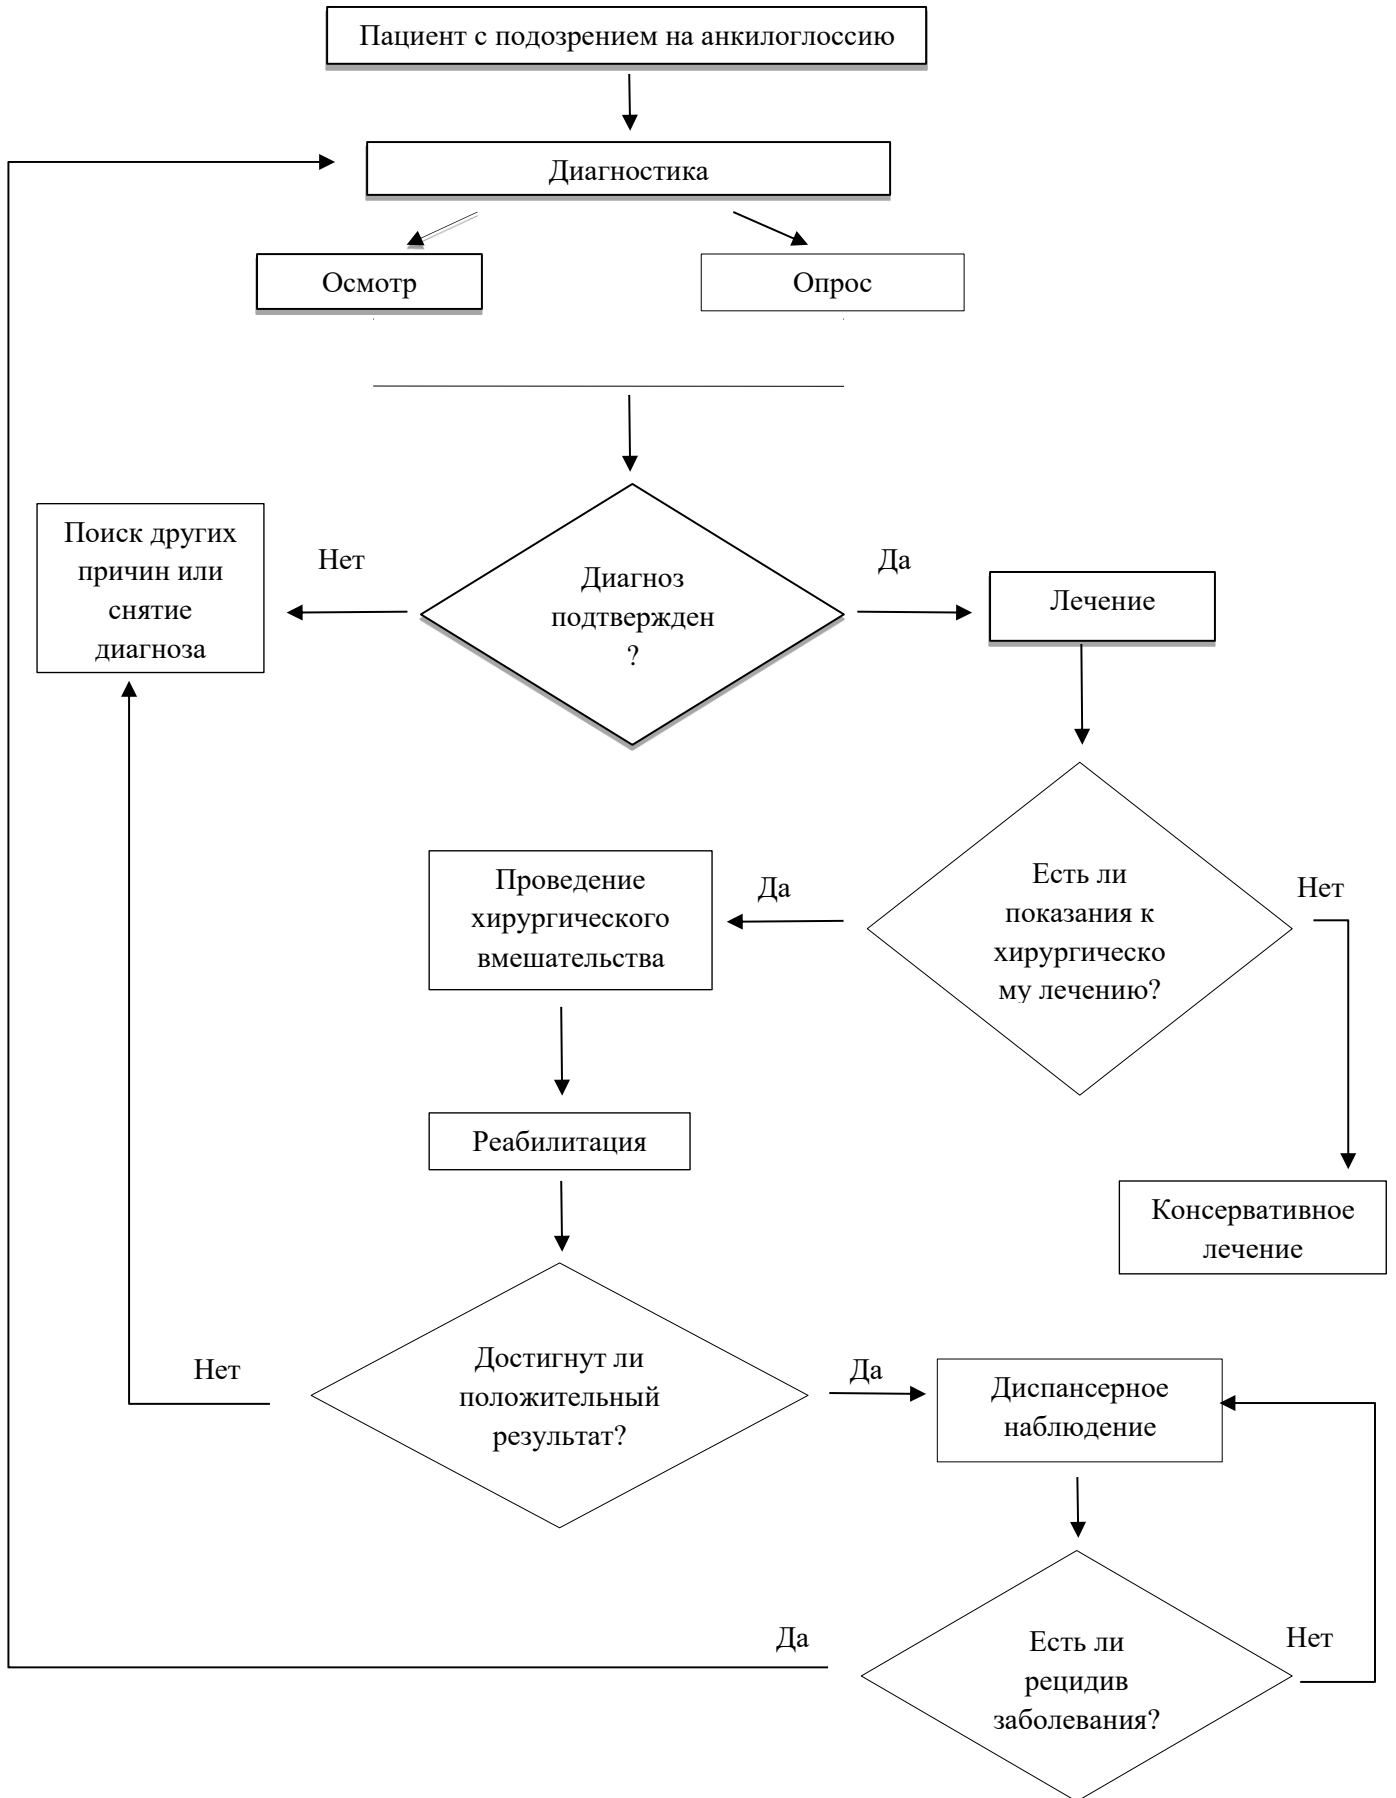 Пациент с подозрением на анкилоглоссию
Диагностика
Осмотр
Опрос
Поиск других
причин или
снятие
диагноза
Нет
Диагноз
подтвержден
?
Да
Лечение
Проведение
хирургического
вмешательства
Да
Есть ли
показания к
хирургическо
му лечению?
Нет
Реабилитация
Консервативное
лечение
Нет
Достигнут ли
положительный
результат?
Да
Диспансерное
наблюдение
Да
Есть ли
рецидив
заболевания?
Нет